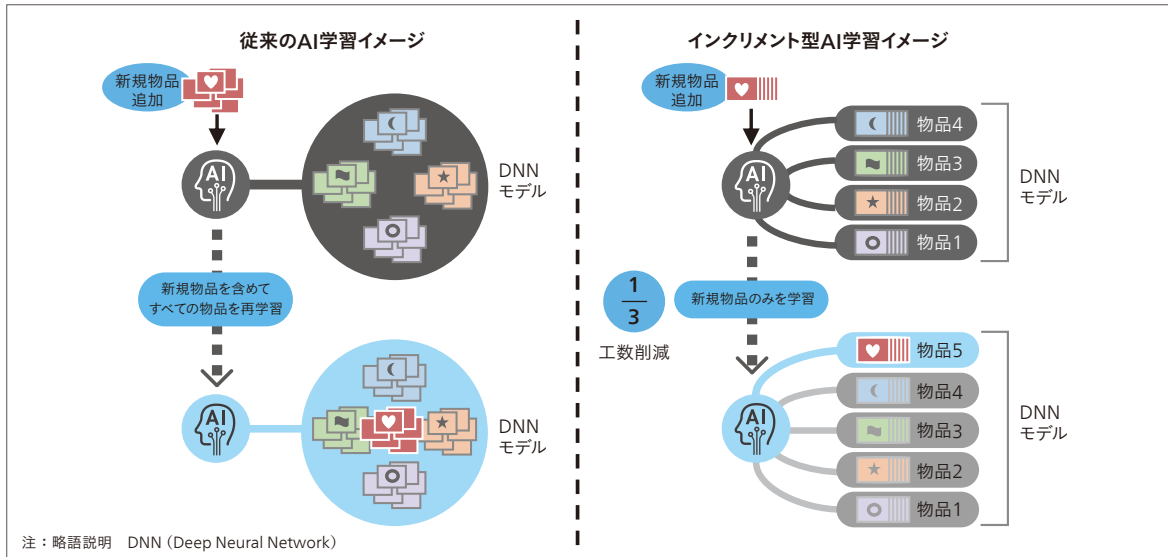 従来のAI学習イメージ
新規物品
追加
AI
DNN
モデル
新規物品を含めて
すべての物品を再学習
AI
DNN
モデル
インクリメント型AI学習イメージ
新規物品
追加
AI
物品4
物品3
物品2
物品1
DNN
モデル
1
3
工数削減
新規物品のみを学習
AI
物品5
物品4
物品3
物品2
物品1
DNN
モデル
注：略語説明　DNN（Deep Neural Network）